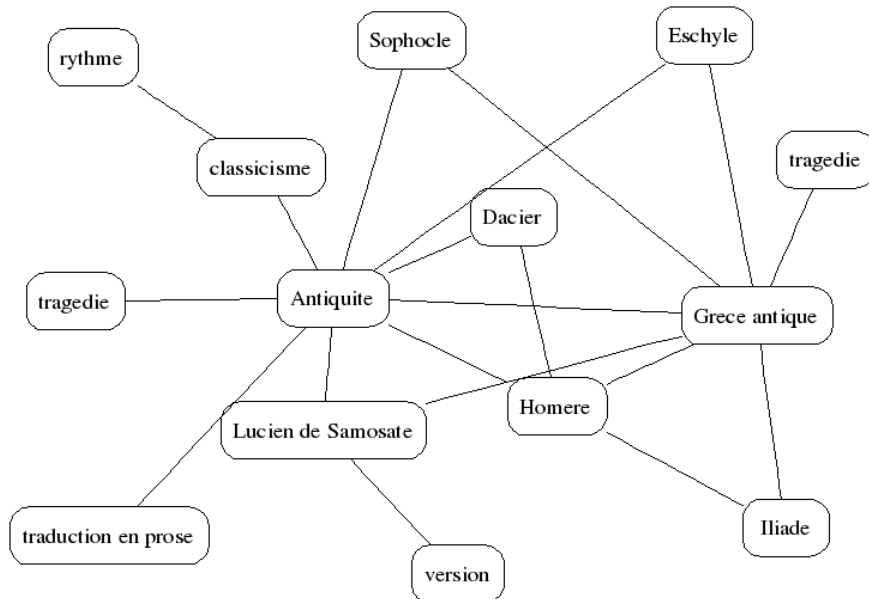 Sophocle
Eschyle
rythme
classicisme
tragedie
Dacier
tragedie
Antiquite
Grece antique
Homere
Lucien de Samosate
Iliade
traduction en prose
version